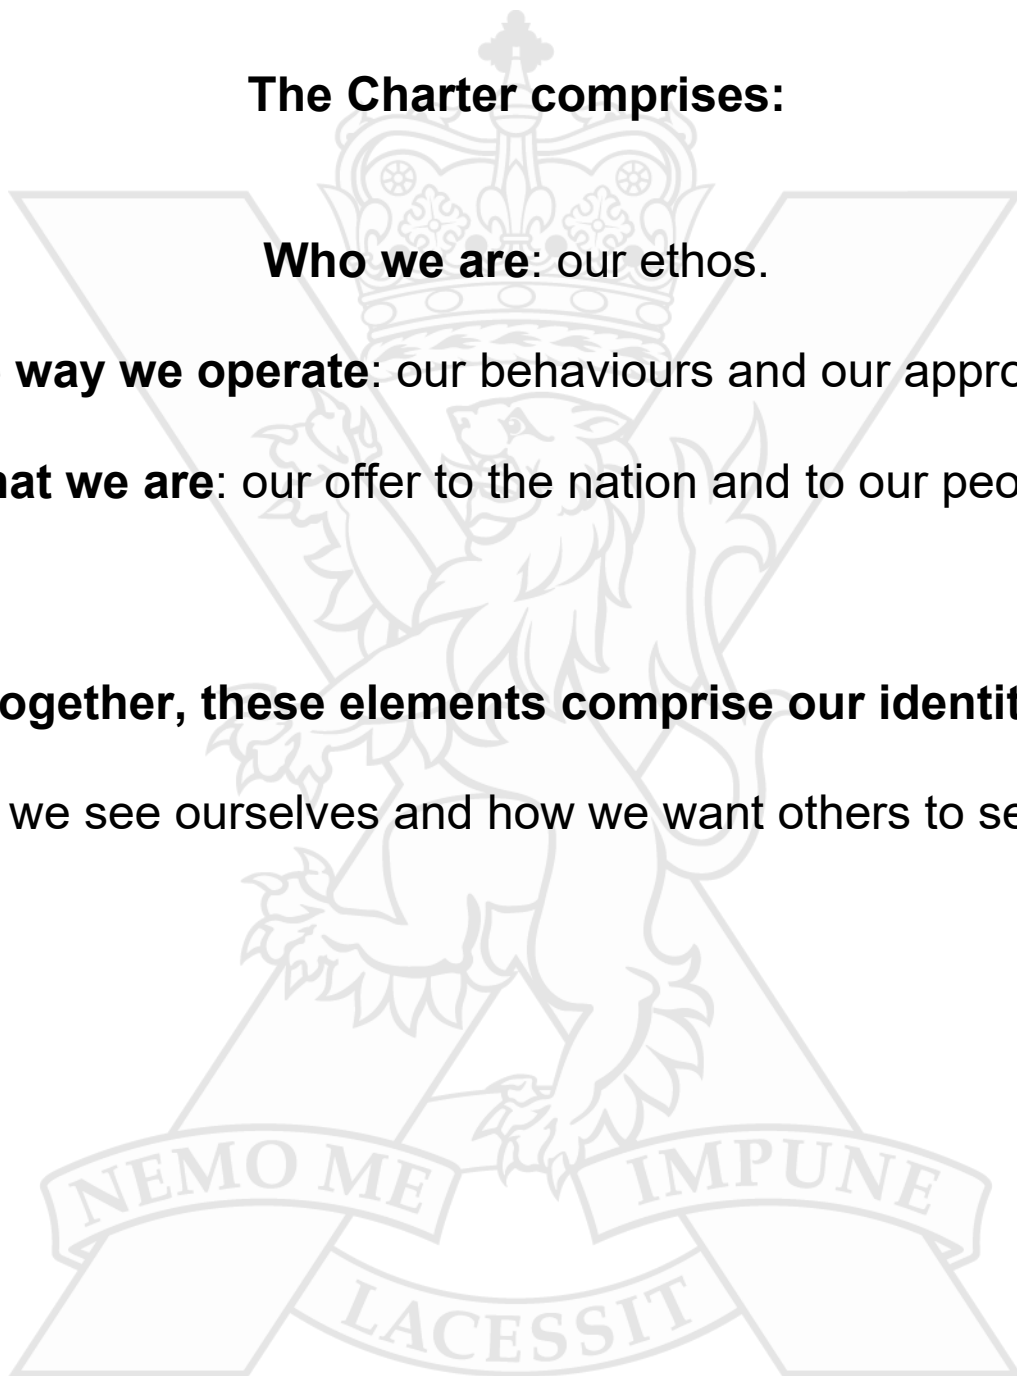 The Charter comprises:
Who we are: our ethos.
way we operate: our behaviours and our appro
hat we are: our offer to the nation and to our peo
ogether, these elements comprise our identit
we see ourselves and how we want others to se
NEMO ME IMPUNE
LACESSIT